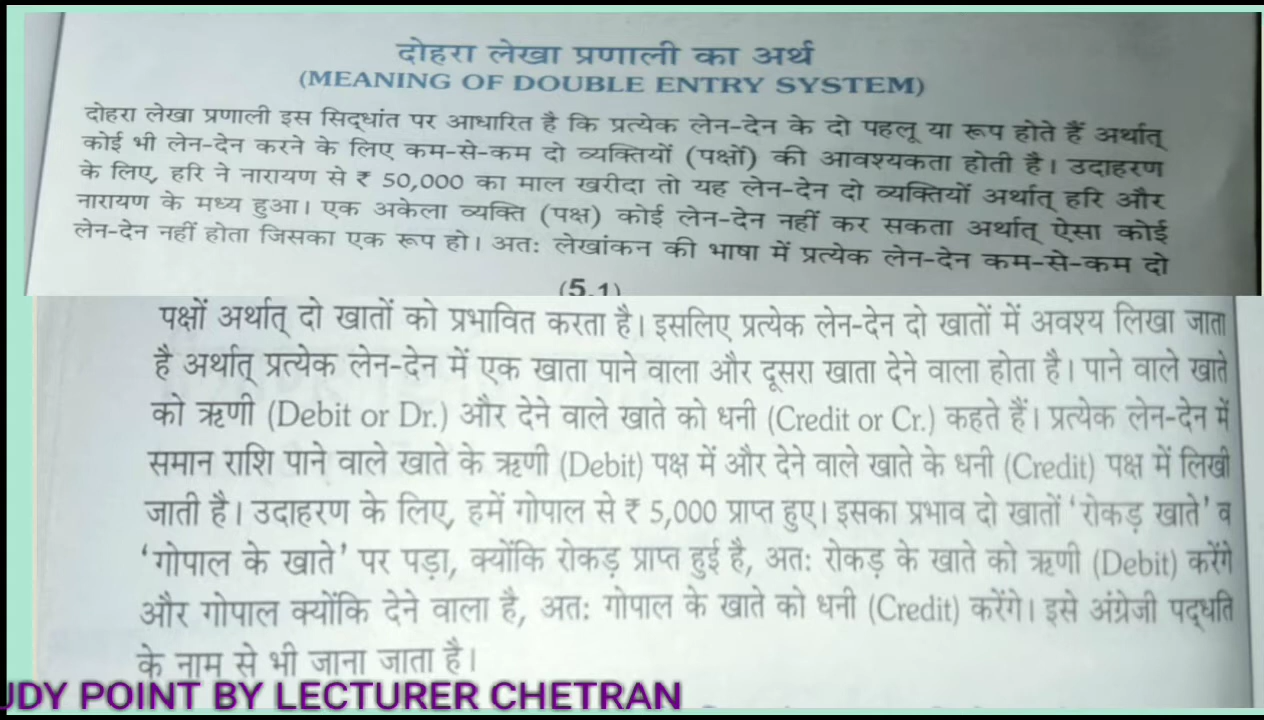 दोहरा लेखा प्रणाली का अर्थ
(MEANING OF DOUBLE ENTRY SYSTEM)
दोहरा लेखा प्रणाली इस सिद्धांत पर आधारित है कि प्रत्येक लेन-देन के दो पहलू या रूप होते हैं अर्थात्
कोई भी लेन-देन करने के लिए कम-से-कम दो व्यक्तियों (पक्षों) की आवश्यकता होती है। उदाहरण
के लिए, हरि ने नारायण से ₹ 50,000 का माल खरीदा तो यह लेन-देन दो व्यक्तियों अर्थात् हरि और
नारायण के मध्य हुआ। एक अकेला व्यक्ति (पक्ष) कोई लेन-देन नहीं कर सकता अर्थात् ऐसा कोई
लेन-देन नहीं होता जिसका एक रूप हो। अतः लेखांकन की भाषा में प्रत्येक लेन-देन कम-से-कम दो
(5.1)
पक्षों अर्थात् दो खातों को प्रभावित करता है। इसलिए प्रत्येक लेन-देन दो खातों में अवश्य लिखा जाता
है अर्थात् प्रत्येक लेन-देन में एक खाता पाने वाला और दूसरा खाता देने वाला होता है। पाने वाले खाते
को ऋणी (Debit or Dr.) और देने वाले खाते को धनी (Credit or Cr.) कहते हैं। प्रत्येक लेन-देन में
समान राशि पाने वाले खाते के ऋणी (Debit) पक्ष में और देने वाले खाते के धनी (Credit) पक्ष में लिखी
जाती है। उदाहरण के लिए, हमें गोपाल से ₹ 5,000 प्राप्त हुए। इसका प्रभाव दो खातों 'रोकड़ खाते' व
'गोपाल के खाते' पर पड़ा, क्योंकि रोकड़ प्राप्त हुई है, अतः रोकड़ के खाते को ऋणी (Debit) करेंगे
और गोपाल क्योंकि देने वाला है, अतः गोपाल के खाते को धनी (Credit) करेंगे। इसे अंग्रेजी पद्धति
के नाम से भी जाना जाता है।
UDY POINT BY LECTURER CHETRAN